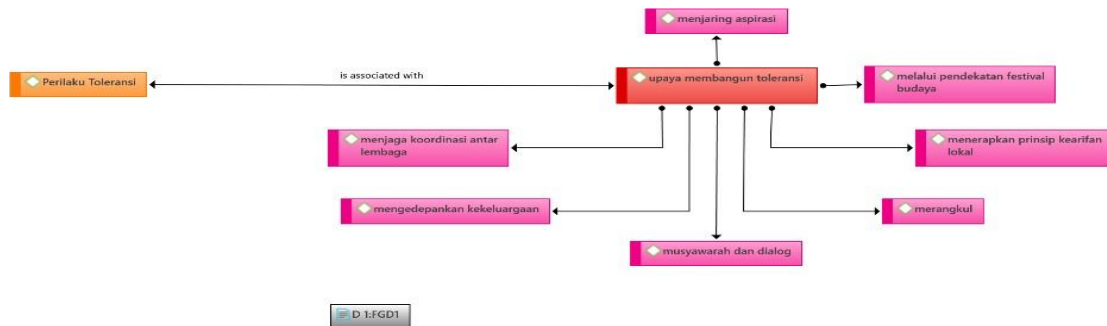 menjaring aspirasi
is associated with
Perilaku Toleransi
upaya membangun toleransi
melalui pendekatan festival
budaya
menjaga koordinasi antar
lembaga
menerapkan prinsip kearifan
lokal
mengedepankan kekeluargaan
merangkul
musyawarah dan dialog
D 1:FGD1